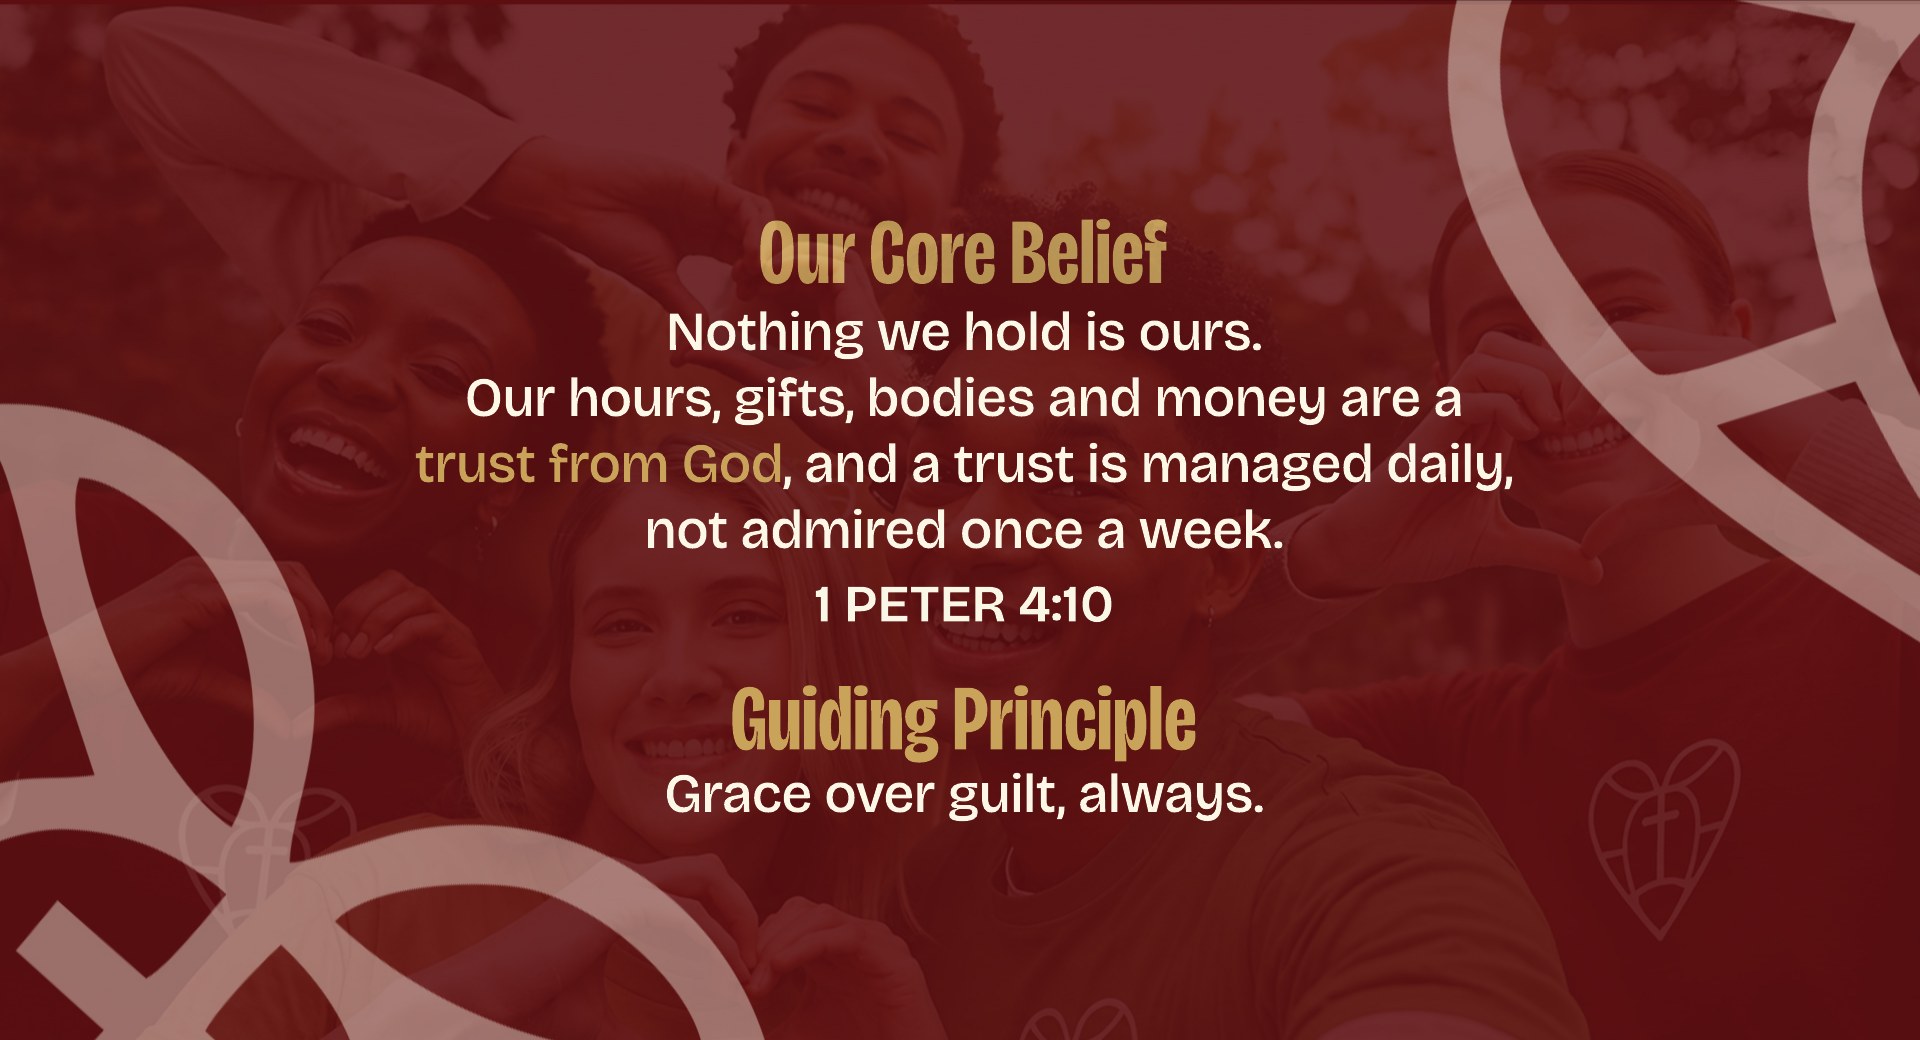 Our Core Belief
Nothing we hold is ours.
Our hours, gifts, bodies and money are a
trust from God, and a trust is managed daily,
not admired once a week.
1 PETER 4:10
Guiding Principle
Grace over guilt, always.